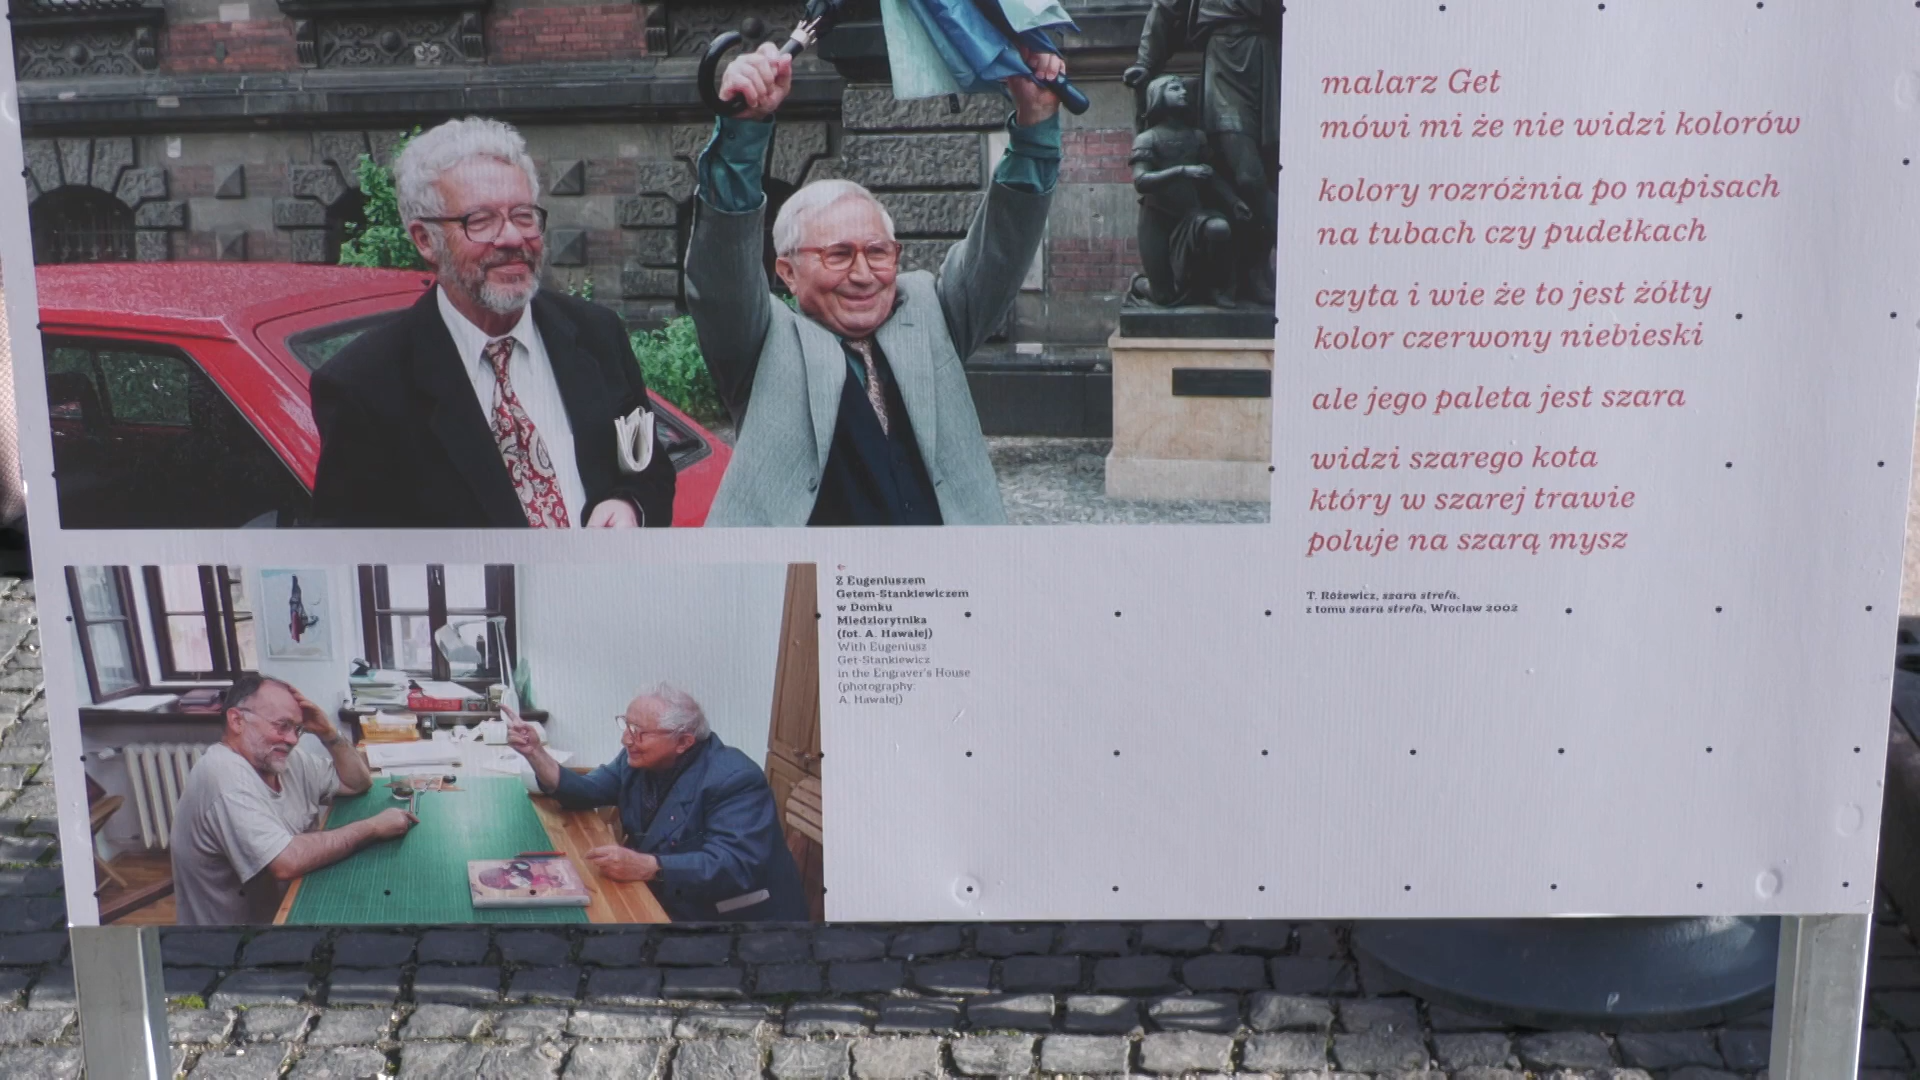 malarz Get
mówi mi że nie widzi kolorów
kolory rozróżnia po napisach
na tubach czy pudełkach
czyta i wie że to jest żółty
kolor czerwony niebieski
ale jego paleta jest szara
widzi szarego kota
który w szarej trawie
poluje na szarą mysz
T. Różewicz, szara strefa,
z tomu szara strefa, Wrocław 2002
←
Z Eugeniuszem
Getem-Stankiewiczem
w Domku
Miedziorytnika
(fot. A. Hawałej)
With Eugeniusz
Get-Stankiewicz
in the Engraver's House
(photography:
A. Hawałej)